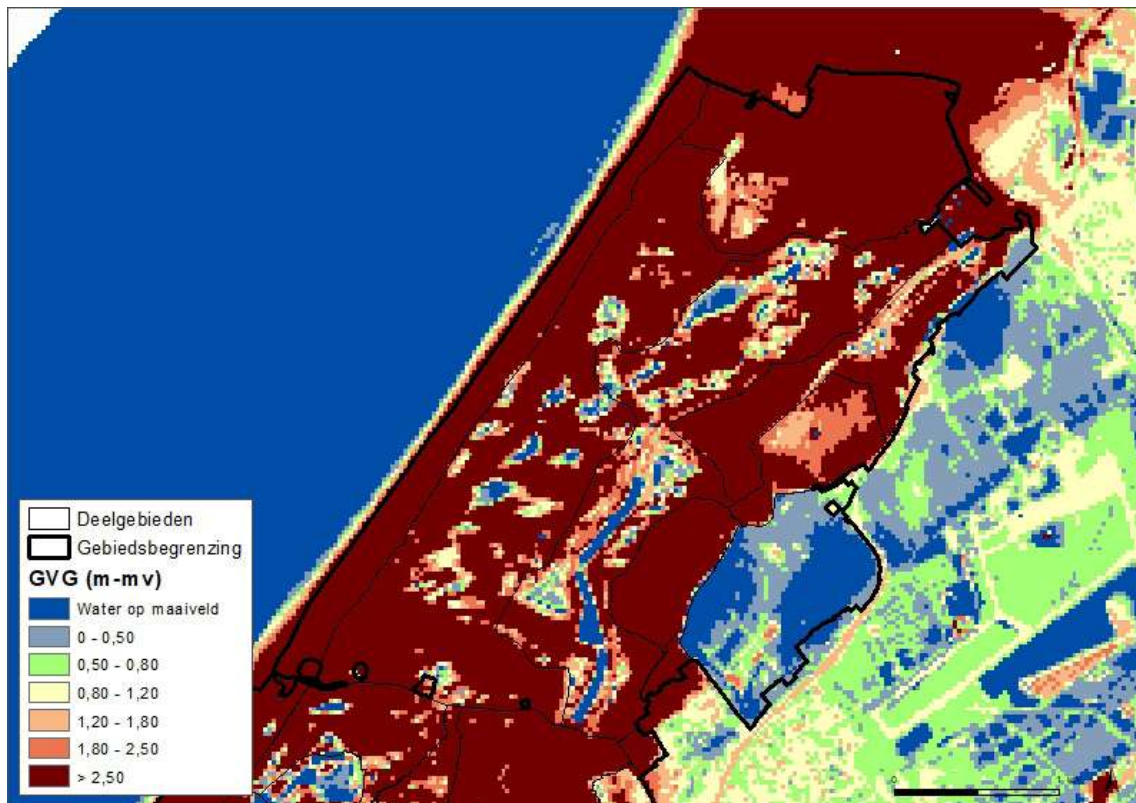 Deelgebieden
Gebiedsbegrenzing
GVG (m-mv)
Water op maaiveld
0 - 0,50
0,50 - 0,80
0,80 - 1,20
1,20 - 1,80
1,80 - 2,50
> 2,50
0